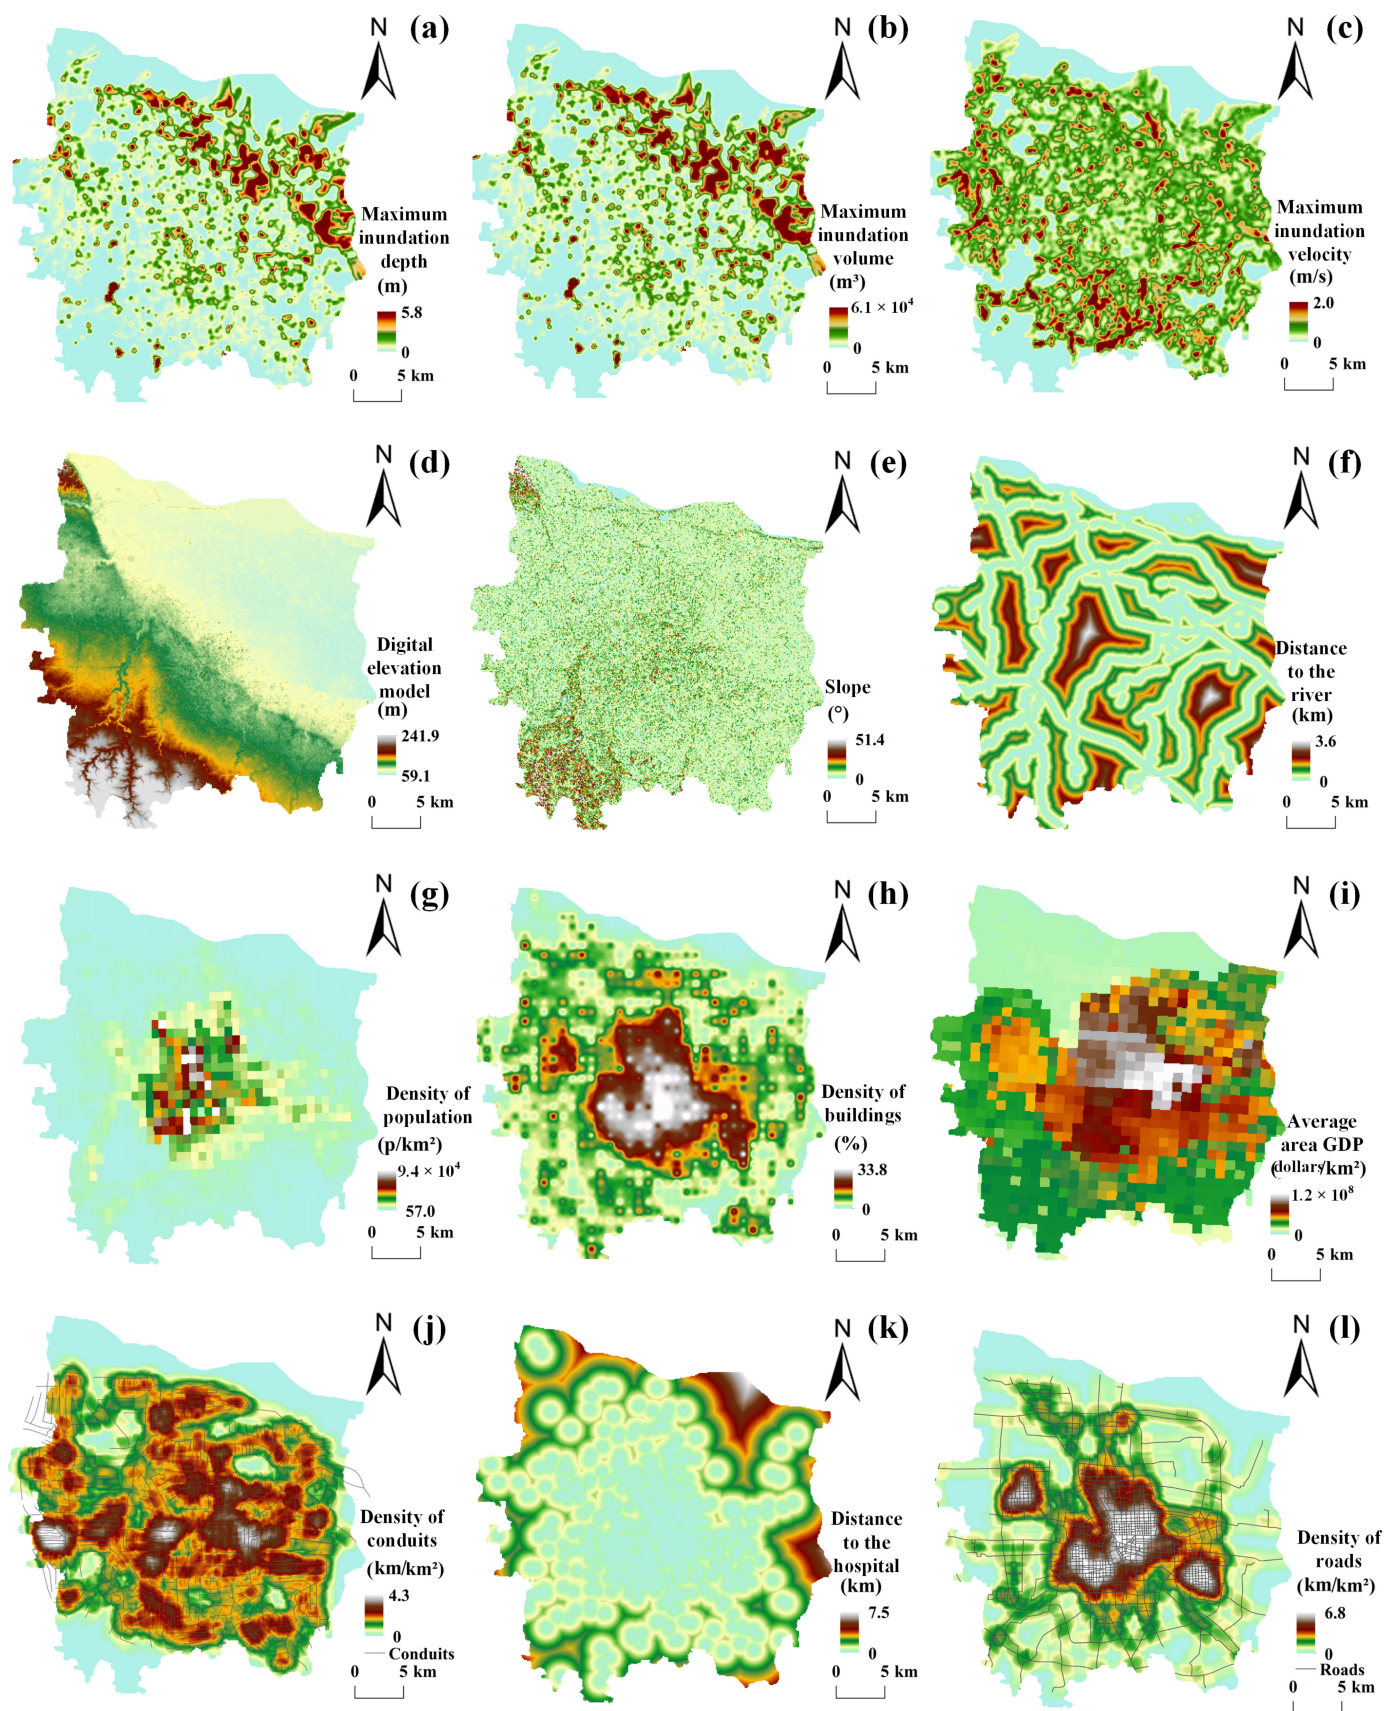 N
(a)
Maximum
inundation
depth
(m)
5.8
0
0 5 km
N
(b)
Maximum
inundation
volume
(m³)
6.1 × 10⁴
0
0 5 km
N
(c)
Maximum
inundation
velocity
(m/s)
2.0
0
0 5 km
N
(d)
Digital
elevation
model
(m)
241.9
59.1
0 5 km
N
(e)
Slope
(°)
51.4
0
0 5 km
N
(f)
Distance
to the
river
(km)
3.6
0
0 5 km
N
(g)
Density of
population
(p/km²)
9.4 × 10⁴
57.0
0 5 km
N
(h)
Density of
buildings
(%)
33.8
0
0 5 km
N
(i)
Average
area GDP
(dollars/km²)
1.2 × 10⁸
0
0 5 km
N
(j)
Density of
conduits
(km/km²)
4.3
0
Conduits
0 5 km
N
(k)
Distance
to the
hospital
(km)
7.5
0
0 5 km
N
(l)
Density of
roads
(km/km²)
6.8
0
Roads
0 5 km